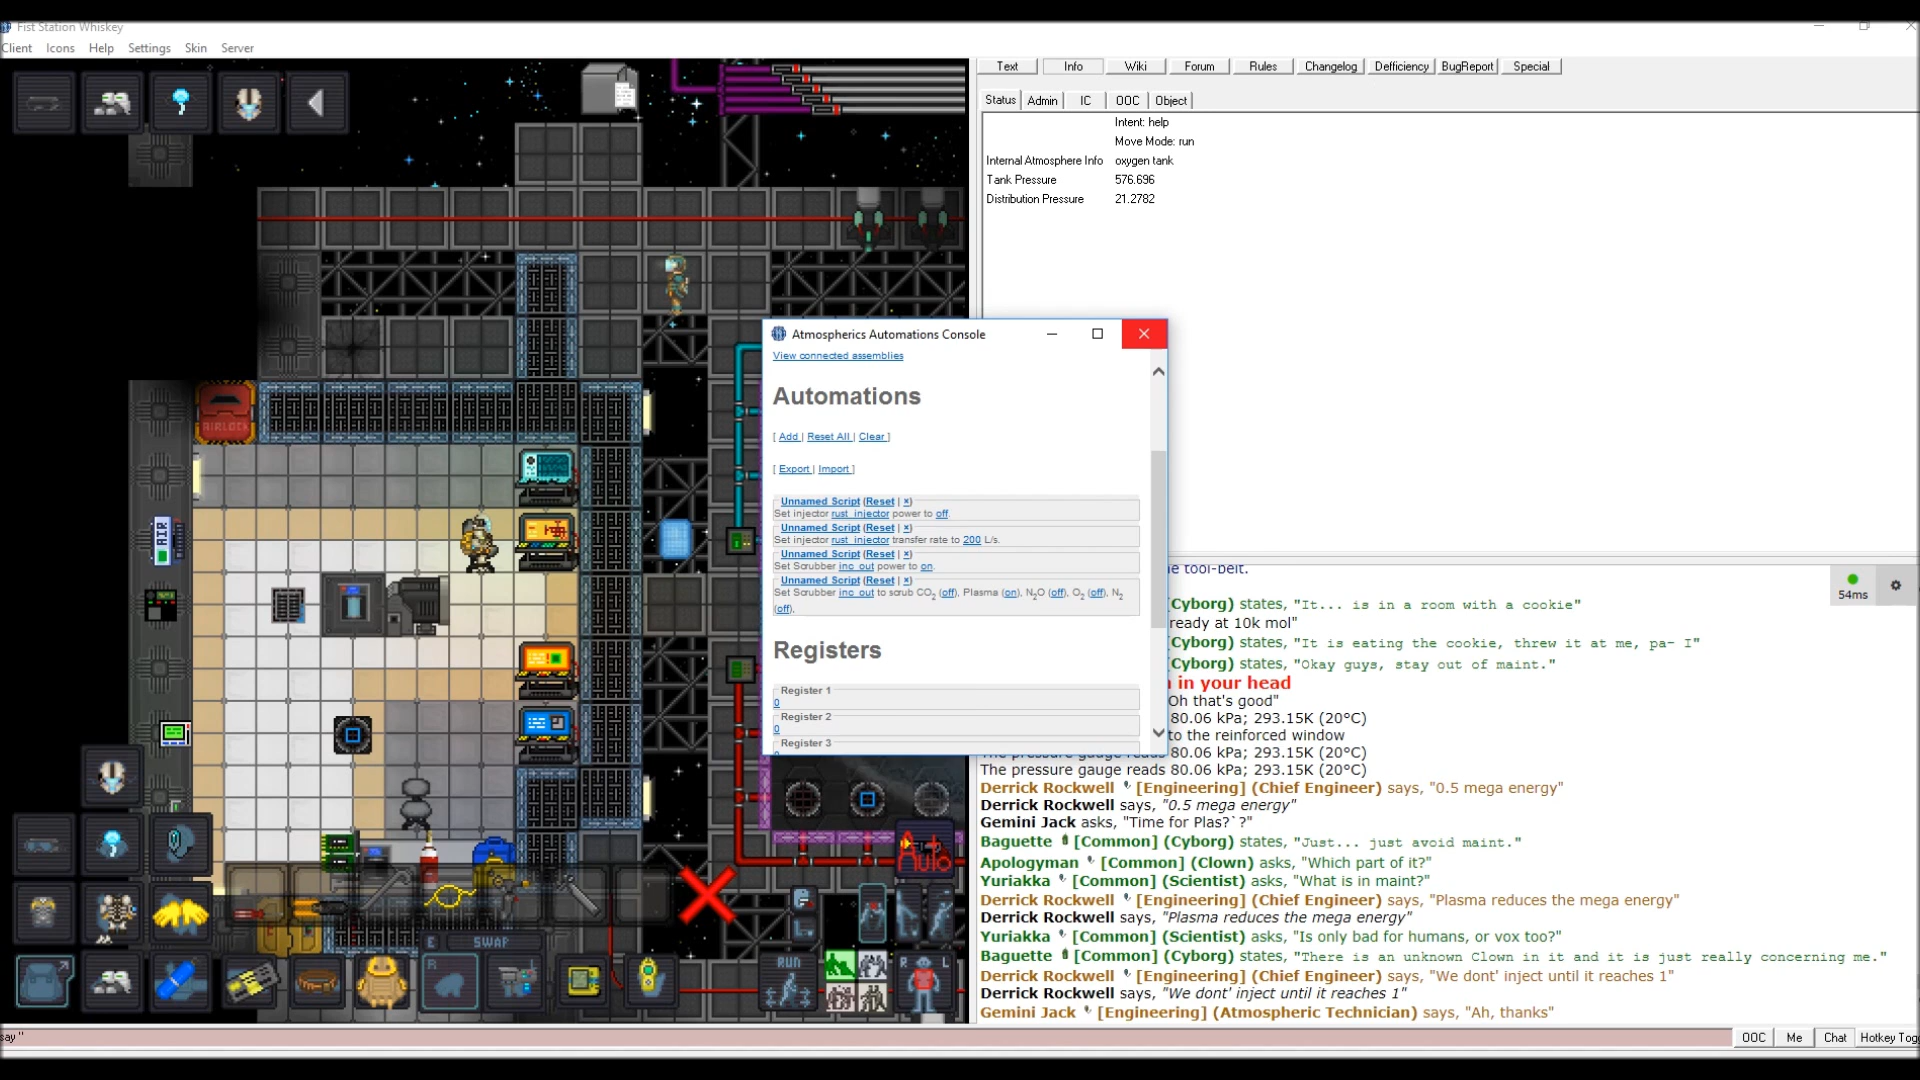 Fist Station Whiskey
Client Icons Help Settings Skin Server
Text Info Wiki Forum Rules Changelog Defficiency BugReport Special
Status Admin IC OOC Object
Intent: help
Move Mode: run
Internal Atmosphere Info oxygen tank
Tank Pressure 576.696
Distribution Pressure 21.2782
AIRLOCK
AIR
Atmospherics Automations Console
View connected assemblies
Automations
[ Add | Reset All | Clear ]
[ Export | Import ]
Unnamed Script (Reset | ×)
Set injector rust_injector power to off.
Unnamed Script (Reset | ×)
Set injector rust_injector transfer rate to 200 L/s.
Unnamed Script (Reset | ×)
Set Scrubber inc_out power to on.
Unnamed Script (Reset | ×)
Set Scrubber inc_out to scrub CO2 (off), Plasma (on), N2O (off), O2 (off), N2
(off).
Registers
Register 1
0
Register 2
0
Register 3
e tool-belt.
54ms
(Cyborg) states, "It... is in a room with a cookie"
ready at 10k mol"
(Cyborg) states, "It is eating the cookie, threw it at me, pa- I"
(Cyborg) states, "Okay guys, stay out of maint."
in your head
Oh that's good"
80.06 kPa; 293.15K (20°C)
to the reinforced window
The pressure gauge reads 80.06 kPa; 293.15K (20°C)
The pressure gauge reads 80.06 kPa; 293.15K (20°C)
Derrick Rockwell [Engineering] (Chief Engineer) says, "0.5 mega energy"
Derrick Rockwell says, "0.5 mega energy"
Gemini Jack asks, "Time for Plas?`?"
Baguette [Common] (Cyborg) states, "Just... just avoid maint."
Apologyman [Common] (Clown) asks, "Which part of it?"
Yuriakka [Common] (Scientist) asks, "What is in maint?"
Derrick Rockwell [Engineering] (Chief Engineer) says, "Plasma reduces the mega energy"
Derrick Rockwell says, "Plasma reduces the mega energy"
Yuriakka [Common] (Scientist) asks, "Is only bad for humans, or vox too?"
Baguette [Common] (Cyborg) states, "There is an unknown Clown in it and it is just really concerning me."
Derrick Rockwell [Engineering] (Chief Engineer) says, "We dont' inject until it reaches 1"
Derrick Rockwell says, "We dont' inject until it reaches 1"
Gemini Jack [Engineering] (Atmospheric Technician) says, "Ah, thanks"
Auto
E SWAP
R
RUN
R L
say "
OOC Me Chat Hotkey Togg